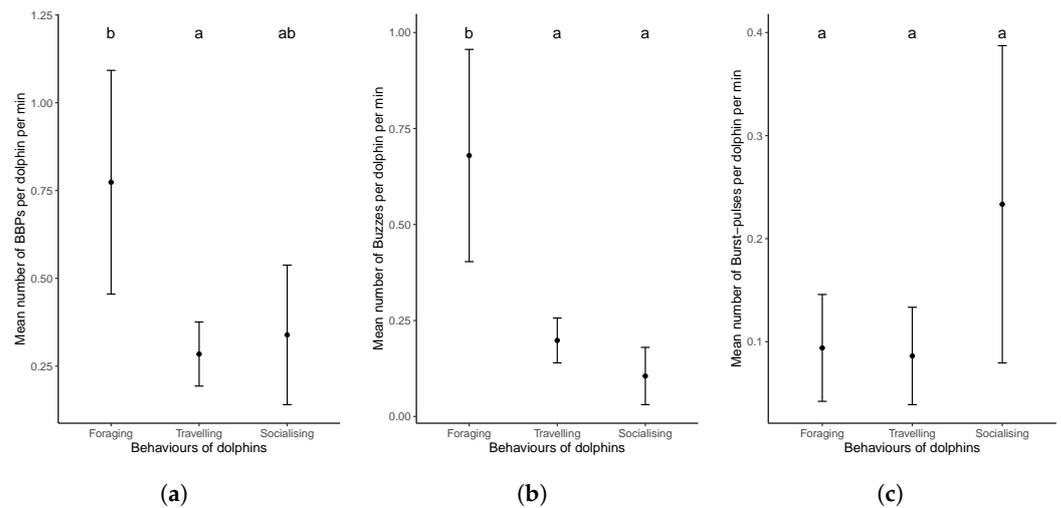 Mean number of BBPs per dolphin per min
1.25
1.00
0.75
0.50
0.25
b a ab
Foraging Travelling Socialising
Behaviours of dolphins
(a)
Mean number of Buzzes per dolphin per min
1.00
0.75
0.50
0.25
0.00
b a a
Foraging Travelling Socialising
Behaviours of dolphins
(b)
Mean number of Burst−pulses per dolphin per min
0.4
0.3
0.2
0.1
a a a
Foraging Travelling Socialising
Behaviours of dolphins
(c)